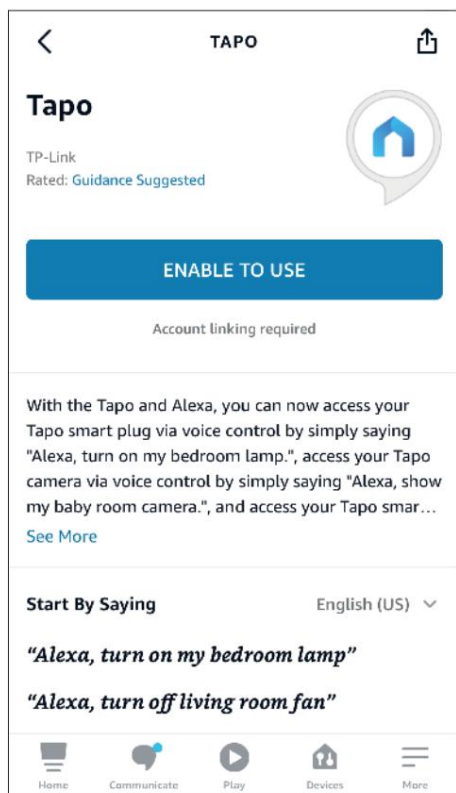 TAPO
Tapo
TP-Link
Rated: Guidance Suggested
ENABLE TO USE
Account linking required
With the Tapo and Alexa, you can now access your
Tapo smart plug via voice control by simply saying
"Alexa, turn on my bedroom lamp.", access your Tapo
camera via voice control by simply saying "Alexa, show
my baby room camera.", and access your Tapo smar...
See More
Start By Saying English (US)
“Alexa, turn on my bedroom lamp”
“Alexa, turn off living room fan”
Home Communicate Play Devices More